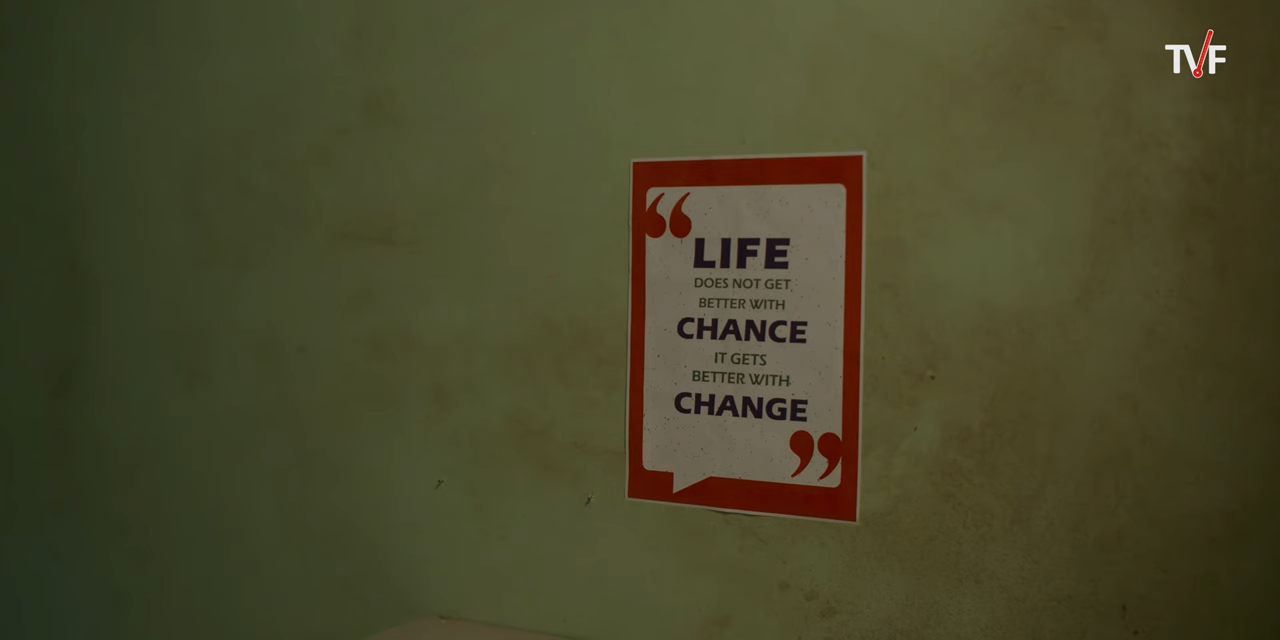 TVF
“
LIFE
DOES NOT GET
BETTER WITH
CHANCE
IT GETS
BETTER WITH
CHANGE
”